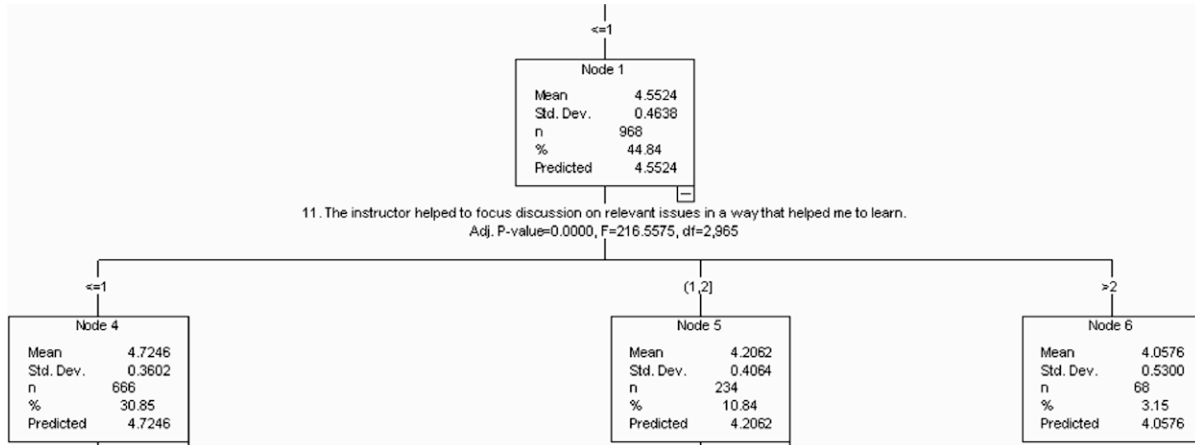 <=1
Node 1
Mean 4.5524
Std. Dev. 0.4638
n 968
% 44.84
Predicted 4.5524
11. The instructor helped to focus discussion on relevant issues in a way that helped me to learn.
Adj. P-value=0.0000, F=216.5575, df=2,965
<=1
(1,2]
>2
Node 4
Mean 4.7246
Std. Dev. 0.3602
n 666
% 30.85
Predicted 4.7246
Node 5
Mean 4.2062
Std. Dev. 0.4064
n 234
% 10.84
Predicted 4.2062
Node 6
Mean 4.0576
Std. Dev. 0.5300
n 68
% 3.15
Predicted 4.0576